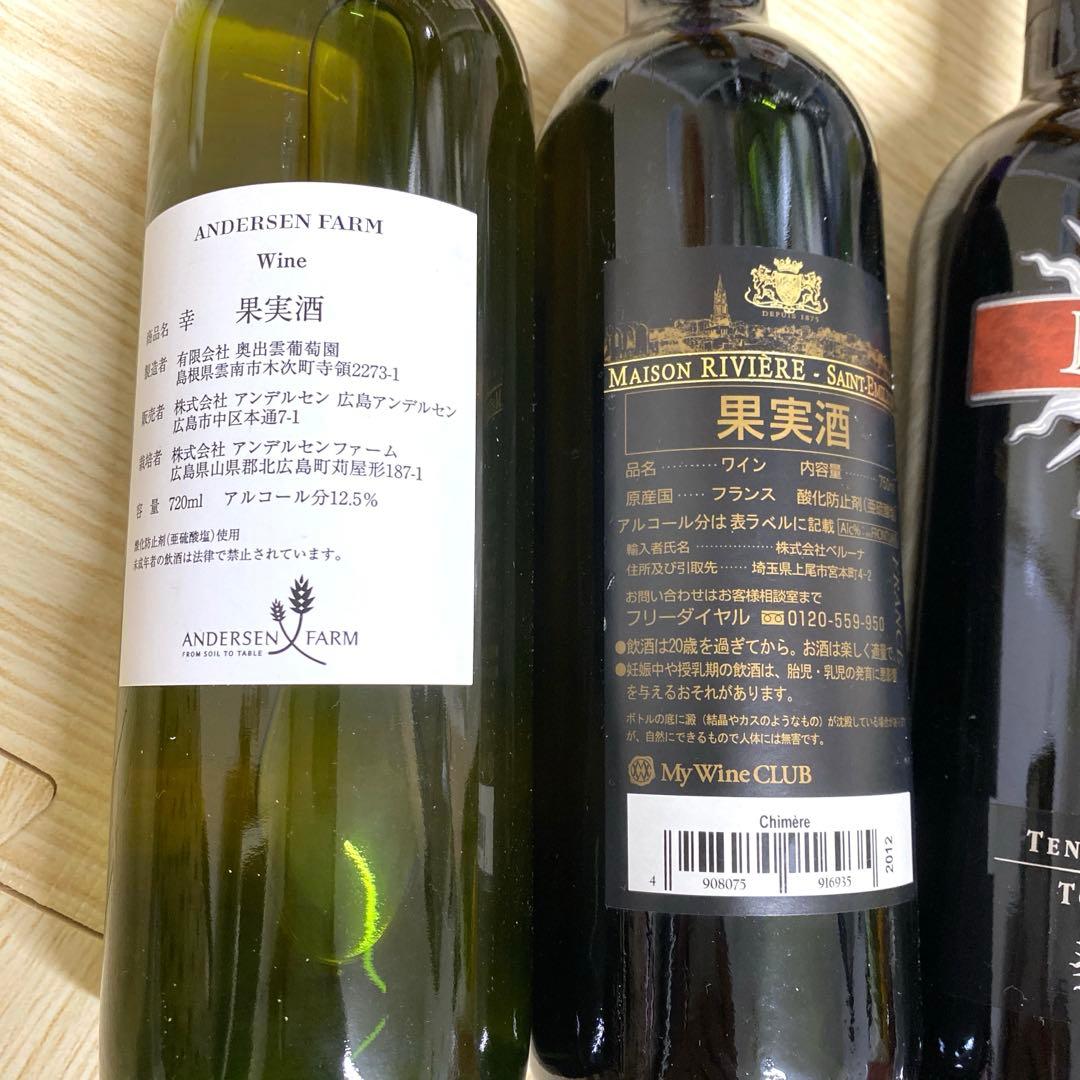 ANDERSEN FARM
Wine
商品名 幸 果実酒
製造者 有限会社 奥出雲葡萄園
島根県雲南市木次町寺領2273-1
販売者 株式会社 アンデルセン 広島アンデルセン
広島市中区本通7-1
栽培者 株式会社 アンデルセンファーム
広島県山県郡北広島町苅屋形187-1
容量 720ml アルコール分12.5%
酸化防止剤(亜硫酸塩)使用
未成年者の飲酒は法律で禁止されています。
ANDERSEN FARM
FROM SOIL TO TABLE
DEPUIS 1875
MAISON RIVIÈRE - SAINT-EMIL
果実酒
品名………ワイン 内容量……750m
原産国……フランス 酸化防止剤(亜硫酸
アルコール分は表ラベルに記載 Alc%
輸入者氏名………………株式会社ベルーナ
住所及び引取先……埼玉県上尾市宮本町4-2
お問い合わせはお客様相談室まで
フリーダイヤル 0120-559-950
●飲酒は20歳を過ぎてから。お酒は楽しく適量で。
●妊娠中や授乳期の飲酒は、胎児・乳児の発育に悪影響
を与えるおそれがあります。
ボトルの底に澱(結晶やカスのようなもの)が沈殿している場合が
が、自然にできるもので人体には無害です。
My Wine CLUB
Chimère
4 908075 916935
2012
TEN
T